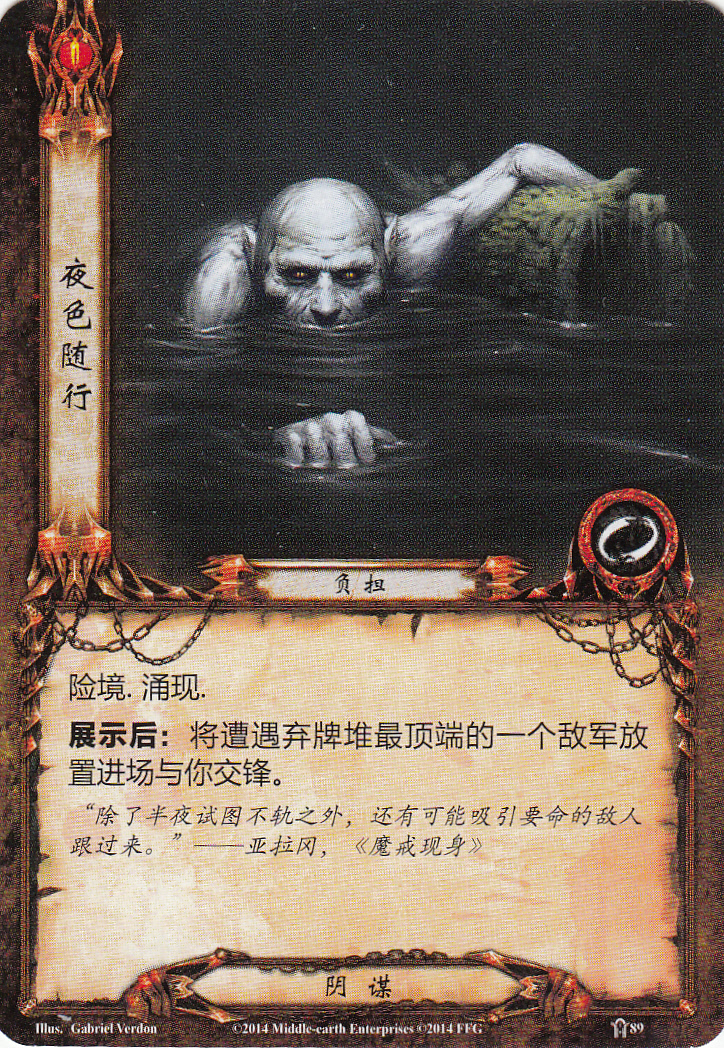 夜色随行
负担
险境. 涌现.
展示后：将遭遇弃牌堆最顶端的一个敌军放
置进场与你交锋。
“除了半夜试图不轨之外，还有可能吸引要命的敌人
跟过来。”——亚拉冈，《魔戒现身》
阴谋
Illus. Gabriel Verdon ©2014 Middle-earth Enterprises ©2014 FFG 89